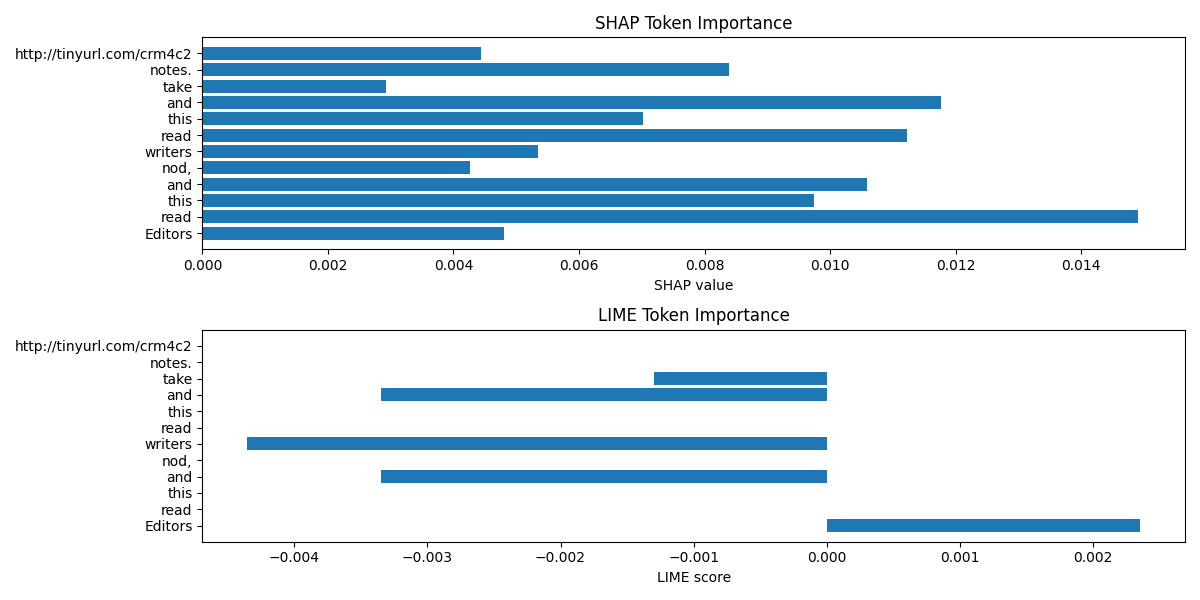 SHAP Token Importance
http://tinyurl.com/crm4c2
notes.
take
and
this
read
writers
nod,
and
this
read
Editors
0.000 0.002 0.004 0.006 0.008 0.010 0.012 0.014
SHAP value
LIME Token Importance
http://tinyurl.com/crm4c2
notes.
take
and
this
read
writers
nod,
and
this
read
Editors
−0.004 −0.003 −0.002 −0.001 0.000 0.001 0.002
LIME score